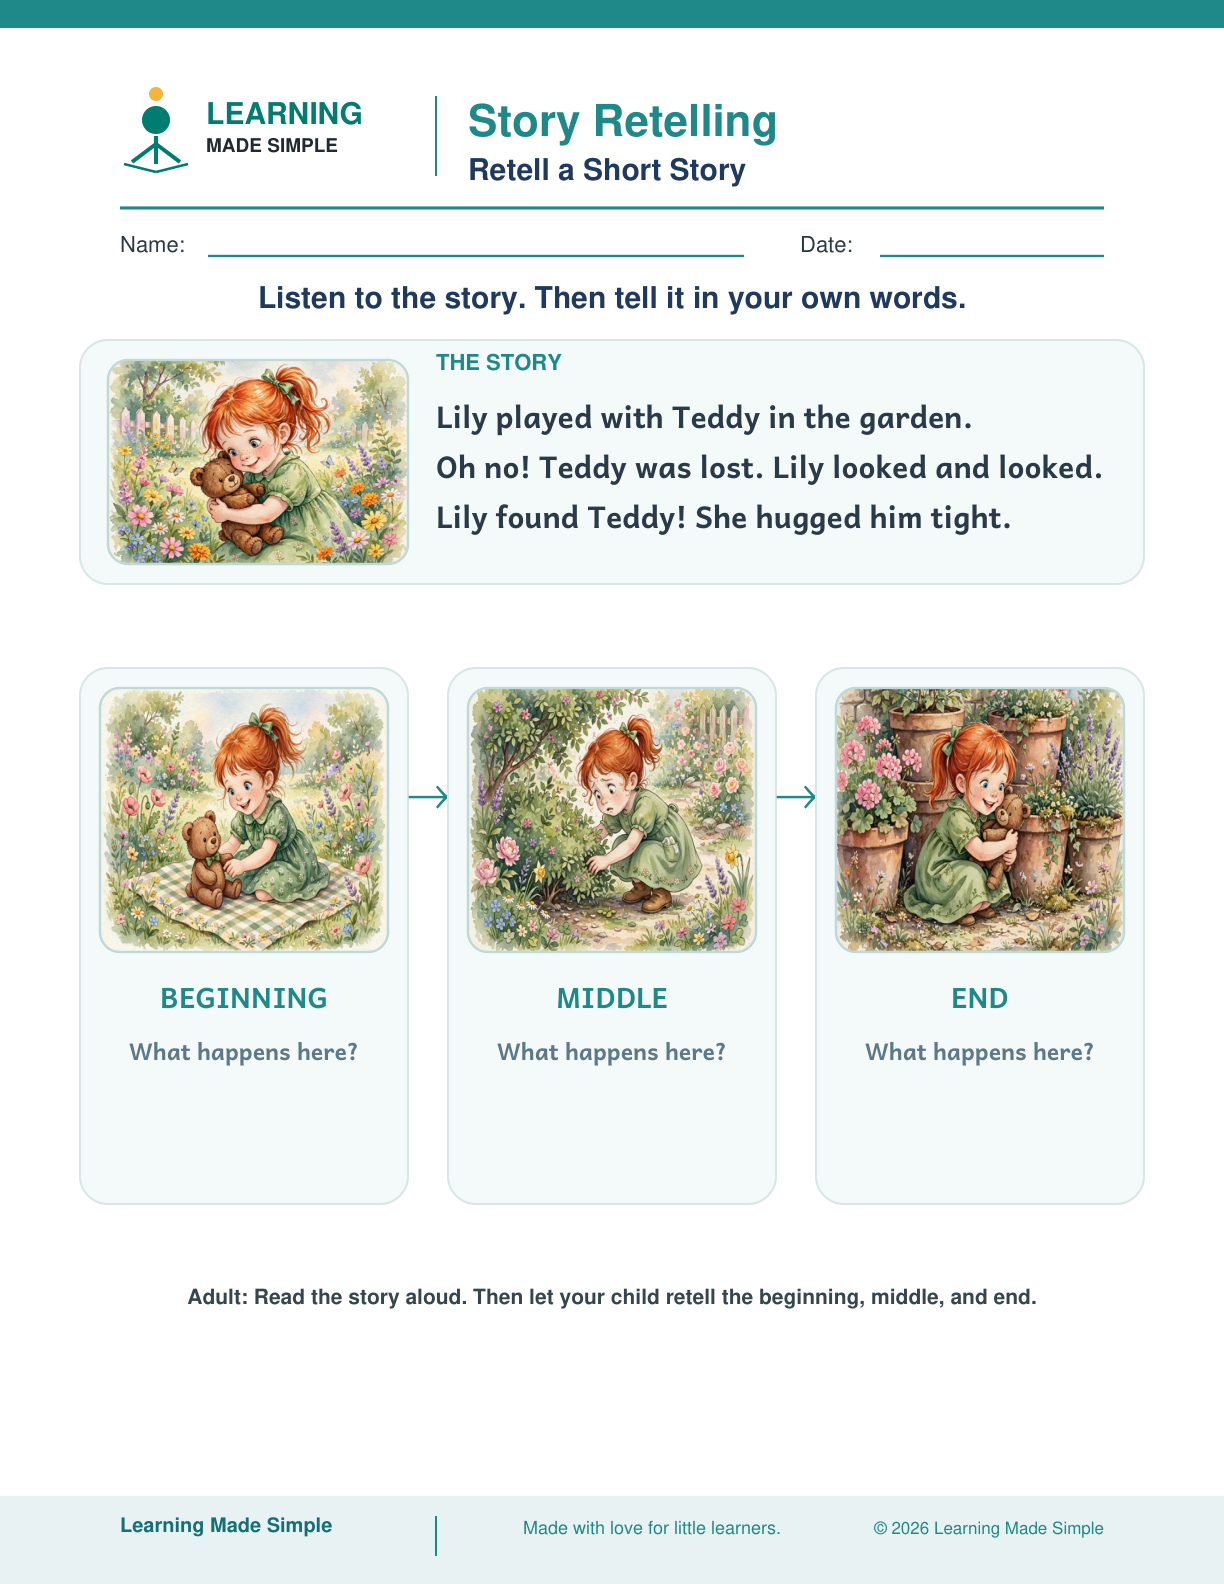 LEARNING
MADE SIMPLE
Story Retelling
Retell a Short Story
Name:
Date:
Listen to the story. Then tell it in your own words.
THE STORY
Lily played with Teddy in the garden.
Oh no! Teddy was lost. Lily looked and looked.
Lily found Teddy! She hugged him tight.
BEGINNING
What happens here?
MIDDLE
What happens here?
END
What happens here?
Adult: Read the story aloud. Then let your child retell the beginning, middle, and end.
Learning Made Simple
Made with love for little learners.
© 2026 Learning Made Simple